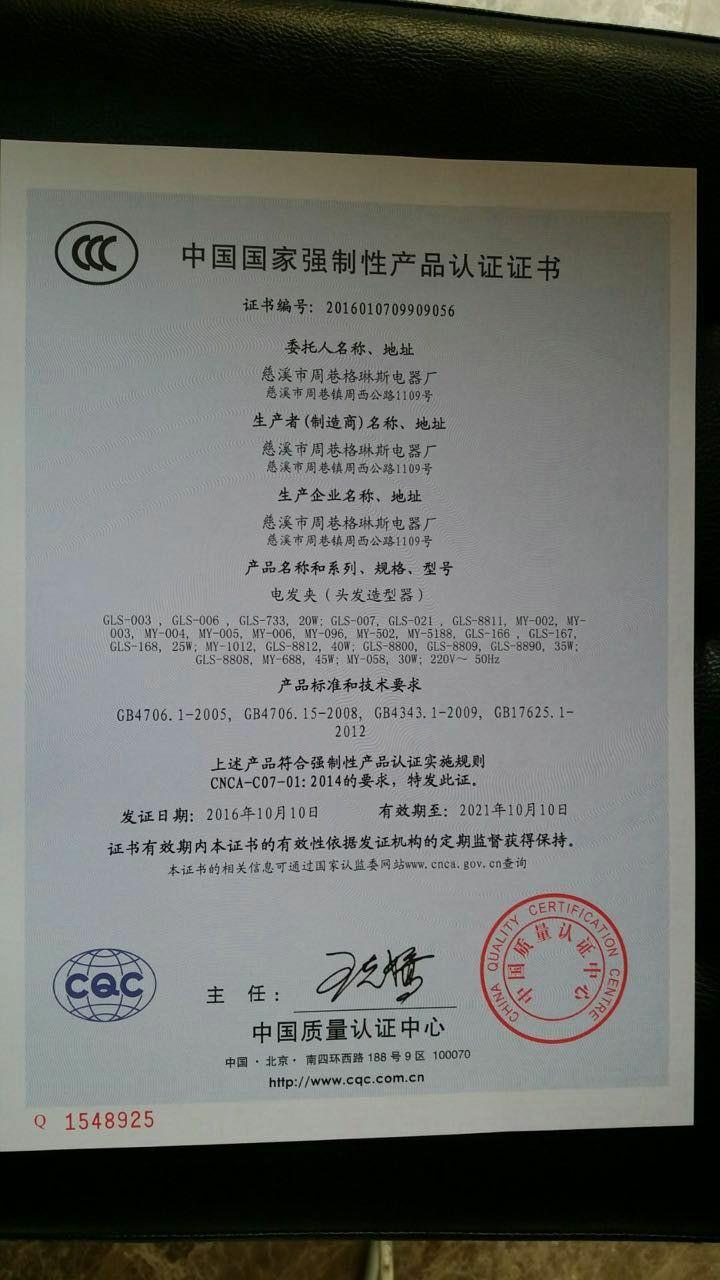 CCC
中国国家强制性产品认证证书
证书编号: 2016010709909056
委托人名称、地址
慈溪市周巷格琳斯电器厂
慈溪市周巷镇周西公路1109号
生产者(制造商)名称、地址
慈溪市周巷格琳斯电器厂
慈溪市周巷镇周西公路1109号
生产企业名称、地址
慈溪市周巷格琳斯电器厂
慈溪市周巷镇周西公路1109号
产品名称和系列、规格、型号
电发夹（头发造型器）
GLS-003 , GLS-006 , GLS-733, 20W; GLS-007, GLS-021 , GLS-8811, MY-002, MY-
003, MY-004, MY-005, MY-006, MY-096, MY-502, MY-5188, GLS-166 , GLS-167,
GLS-168, 25W; MY-1012, GLS-8812, 40W; GLS-8800, GLS-8809, GLS-8890, 35W;
GLS-8808, MY-688, 45W; MY-058, 30W; 220V～ 50Hz
产品标准和技术要求
GB4706.1-2005, GB4706.15-2008, GB4343.1-2009, GB17625.1-
2012
上述产品符合强制性产品认证实施规则
CNCA-C07-01:2014的要求，特发此证。
发证日期: 2016年10月10日 有效期至: 2021年10月10日
证书有效期内本证书的有效性依据发证机构的定期监督获得保持。
本证书的相关信息可通过国家认监委网站www.cnca.gov.cn查询
CQC
主 任:
中国质量认证中心
中国·北京·南四环西路 188 号 9 区 100070
http://www.cqc.com.cn
CHINA QUALITY CERTIFICATION CENTRE
中国质量认证中心
Q 1548925